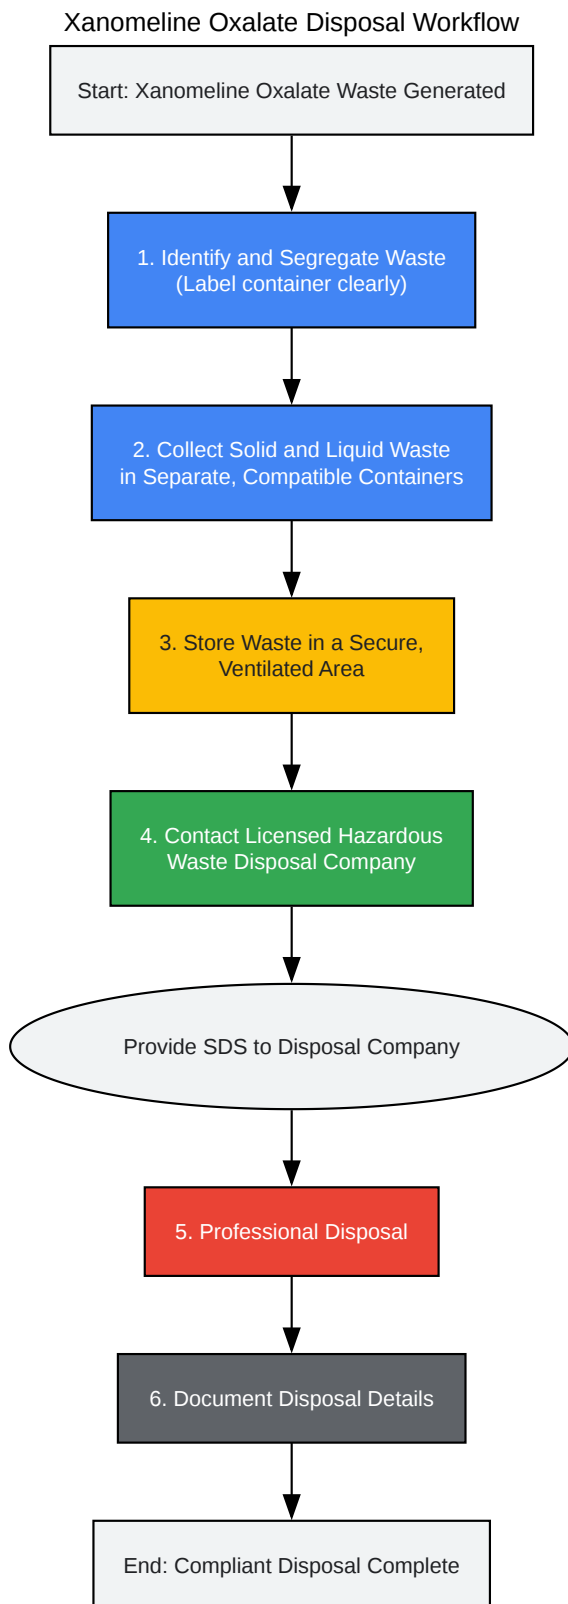 Xanomeline Oxalate Disposal Workflow
Start: Xanomeline Oxalate Waste Generated
1. Identify and Segregate Waste
(Label container clearly)
2. Collect Solid and Liquid Waste
in Separate, Compatible Containers
3. Store Waste in a Secure,
Ventilated Area
4. Contact Licensed Hazardous
Waste Disposal Company
Provide SDS to Disposal Company
5. Professional Disposal
6. Document Disposal Details
End: Compliant Disposal Complete